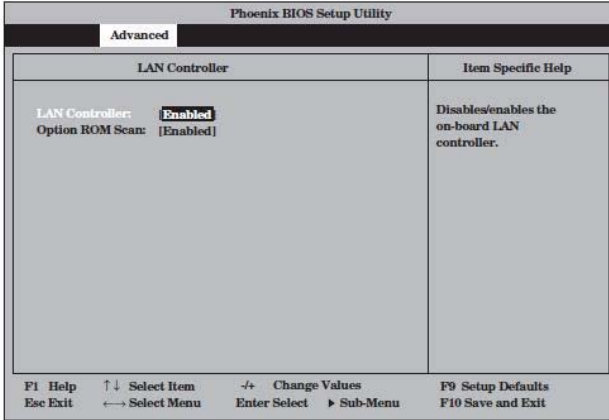 Phoenix BIOS Setup Utility
Advanced
LAN Controller
Item Specific Help
LAN Controller: [Enabled]
Option ROM Scan: [Enabled]
Disables/enables the
on-board LAN
controller.
F1 Help ↑↓ Select Item -/+ Change Values F9 Setup Defaults
Esc Exit ←→ Select Menu Enter Select ▶ Sub-Menu F10 Save and Exit